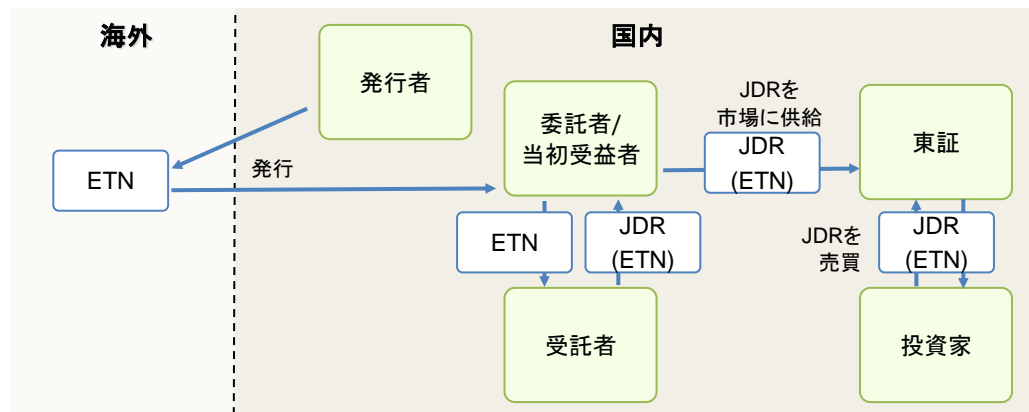 海外
国内
発行者
ETN
発行
委託者/
当初受益者
JDRを
市場に供給
JDR
(ETN)
東証
ETN
JDR
(ETN)
JDRを
売買
JDR
(ETN)
受託者
投資家